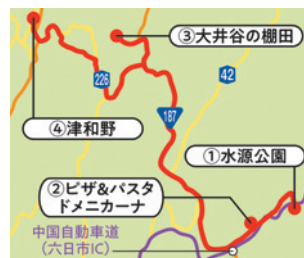 ③大井谷の棚田
42
226
187
④津和野
①水源公園
②ピザ&パスタ
ドメニカーナ
中国自動車道
(六日市IC)